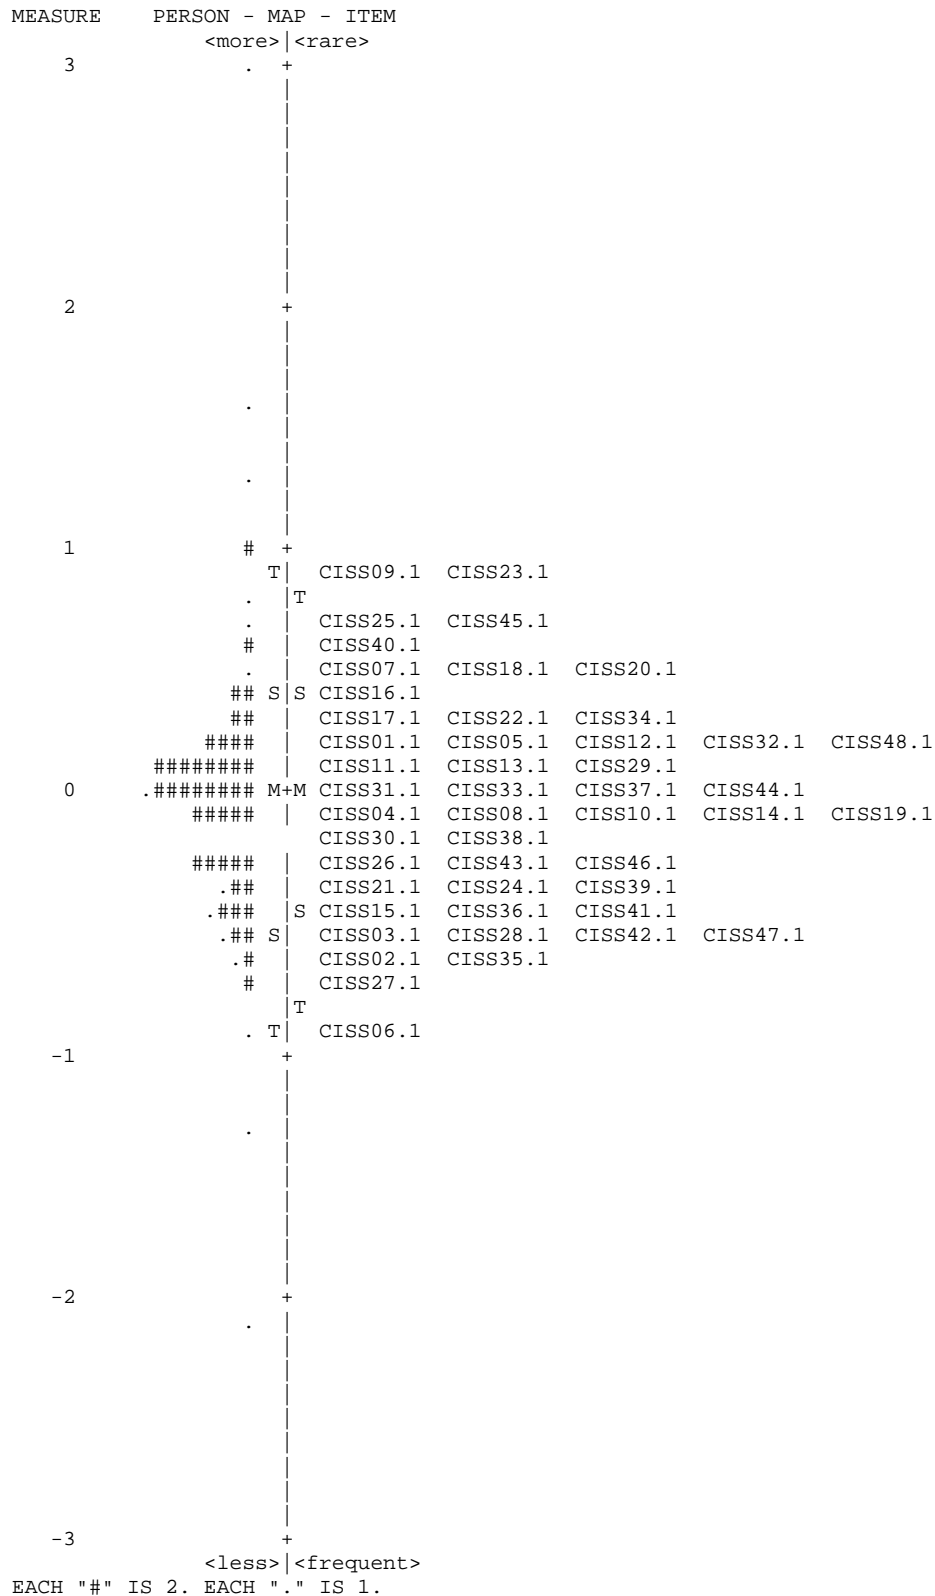 MEASURE    PERSON - MAP - ITEM
               <more>|<rare>
    3             .  +
                     |
                     |
                     |
                     |
                     |
                     |
                     |
                     |
                     |
    2                +
                     |
                     |
                     |
                  .  |
                     |
                     |
                  .  |
                     |
                     |
    1             #  +
                    T|  CISS09.1  CISS23.1
                  .  |T
                  .  |  CISS25.1  CISS45.1
                  #  |  CISS40.1
                  .  |  CISS07.1  CISS18.1  CISS20.1
                 ## S|S CISS16.1
                 ##  |  CISS17.1  CISS22.1  CISS34.1
               ####  |  CISS01.1  CISS05.1  CISS12.1  CISS32.1  CISS48.1
           ########  |  CISS11.1  CISS13.1  CISS29.1
    0     .######## M+M CISS31.1  CISS33.1  CISS37.1  CISS44.1
              #####  |  CISS04.1  CISS08.1  CISS10.1  CISS14.1  CISS19.1
                        CISS30.1  CISS38.1
              #####  |  CISS26.1  CISS43.1  CISS46.1
                .##  |  CISS21.1  CISS24.1  CISS39.1
               .###  |S CISS15.1  CISS36.1  CISS41.1
                .## S|  CISS03.1  CISS28.1  CISS42.1  CISS47.1
                 .#  |  CISS02.1  CISS35.1
                  #  |  CISS27.1
                     |T
                  . T|  CISS06.1
   -1                +
                     |
                     |
                  .  |
                     |
                     |
                     |
                     |
                     |
                     |
   -2                +
                  .  |
                     |
                     |
                     |
                     |
                     |
                     |
                     |
                     |
   -3                +
               <less>|<frequent>
EACH "#" IS 2. EACH "." IS 1.